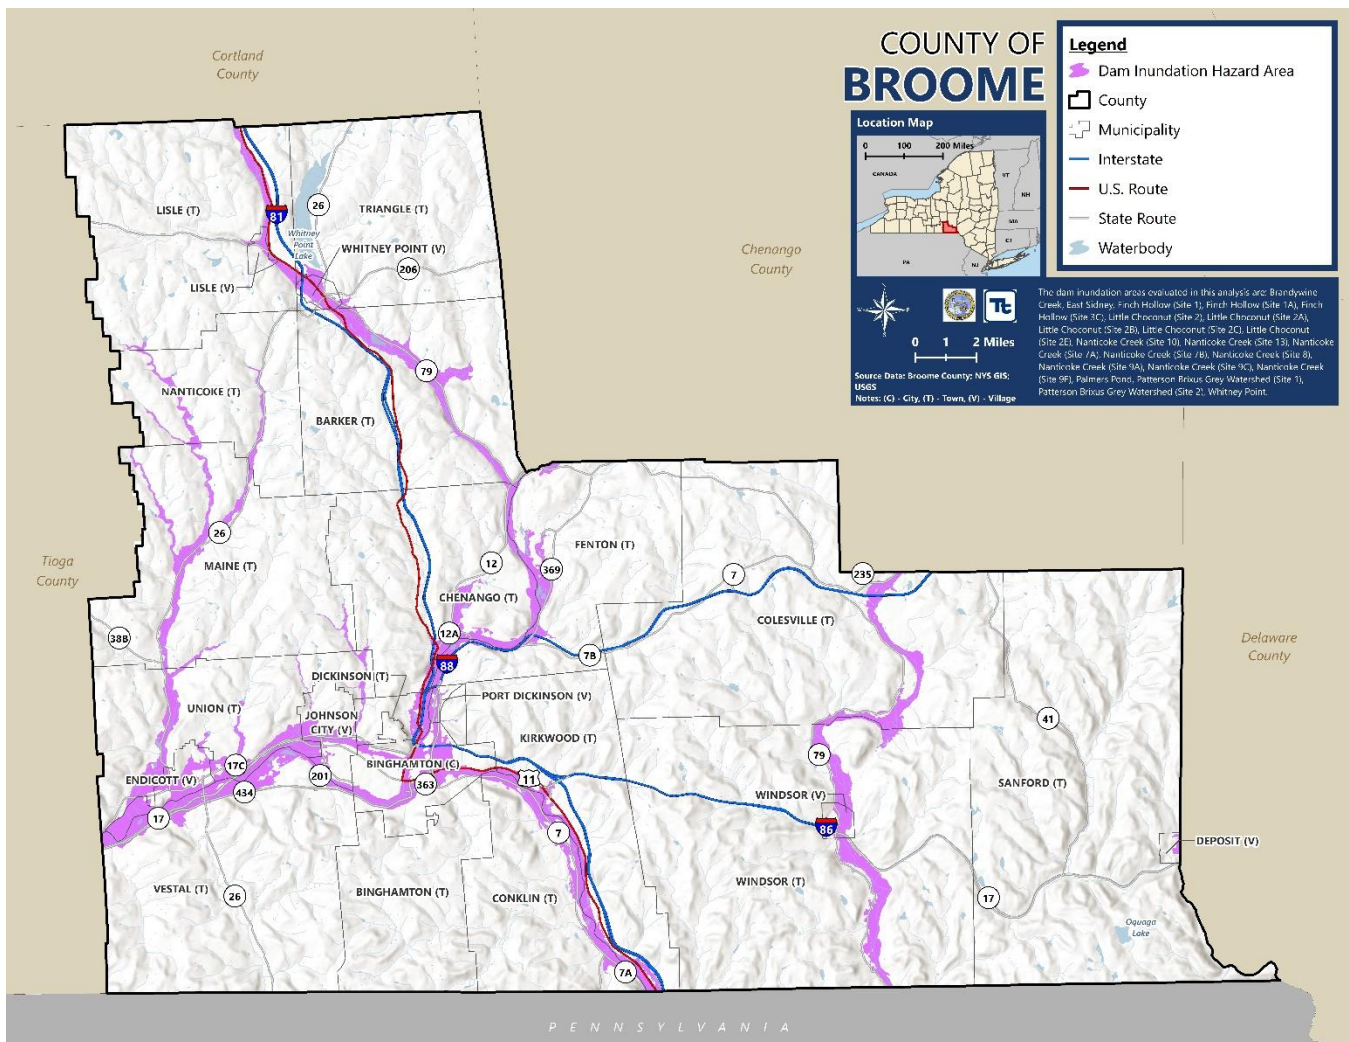 COUNTY OF
BROOME
Legend
Dam Inundation Hazard Area
County
Municipality
Interstate
U.S. Route
State Route
Waterbody
Location Map
0 100 200 Miles
CANADA
VT
NH
MA
CT
PA
NJ
0 1 2 Miles
Source Data: Broome County; NYS GIS;
USGS
Notes: (C) - City, (T) - Town, (V) - Village
The dam inundation areas evaluated in this analysis are: Brandywine
Creek, East Sidney, Finch Hollow (Site 1), Finch Hollow (Site 1A), Finch
Hollow (Site 3C), Little Choconut (Site 2), Little Choconut (Site 2A),
Little Choconut (Site 2B), Little Choconut (Site 2C), Little Choconut
(Site 2E), Nanticoke Creek (Site 10), Nanticoke Creek (Site 13), Nanticoke
Creek (Site 7A), Nanticoke Creek (Site 7B), Nanticoke Creek (Site 8),
Nanticoke Creek (Site 9A), Nanticoke Creek (Site 9C), Nanticoke Creek
(Site 9F), Palmers Pond, Patterson Brixus Grey Watershed (Site 1),
Patterson Brixus Grey Watershed (Site 2), Whitney Point.
Cortland
County
LISLE (T)
81
26
TRIANGLE (T)
Whitney
Point
Lake
WHITNEY POINT (V)
206
LISLE (V)
Chenango
County
79
NANTICOKE (T)
BARKER (T)
26
MAINE (T)
Tioga
County
FENTON (T)
12
369
CHENANGO (T)
7
235
COLESVILLE (T)
38B
12A
88
7B
Delaware
County
DICKINSON (T)
PORT DICKINSON (V)
UNION (T)
JOHNSON
CITY (V)
KIRKWOOD (T)
41
79
17C
BINGHAMTON (C)
ENDICOTT (V)
201
363
11
434
SANFORD (T)
WINDSOR (V)
17
7
86
DEPOSIT (V)
VESTAL (T)
26
BINGHAMTON (T)
CONKLIN (T)
WINDSOR (T)
17
Oquaga
Lake
7A
PENNSYLVANIA
Tt